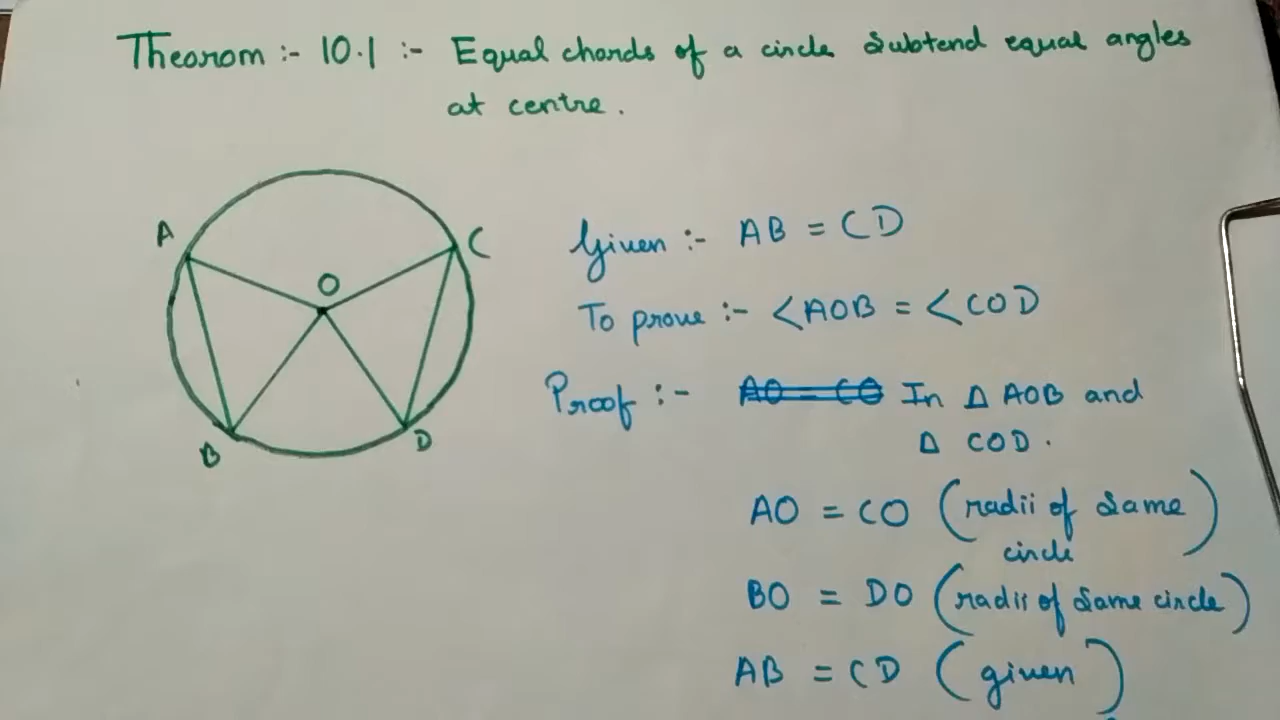 Theorom :- 10.1 :- Equal chords of a circle Subtend equal angles
at centre.
A
C
O
B
D
Given :- AB = CD
To prove :- <AOB = <COD
Proof :- AO = CO In Δ AOB and
Δ COD.
AO = CO (radii of same
circle)
BO = DO (radii of same circle)
AB = CD (given)